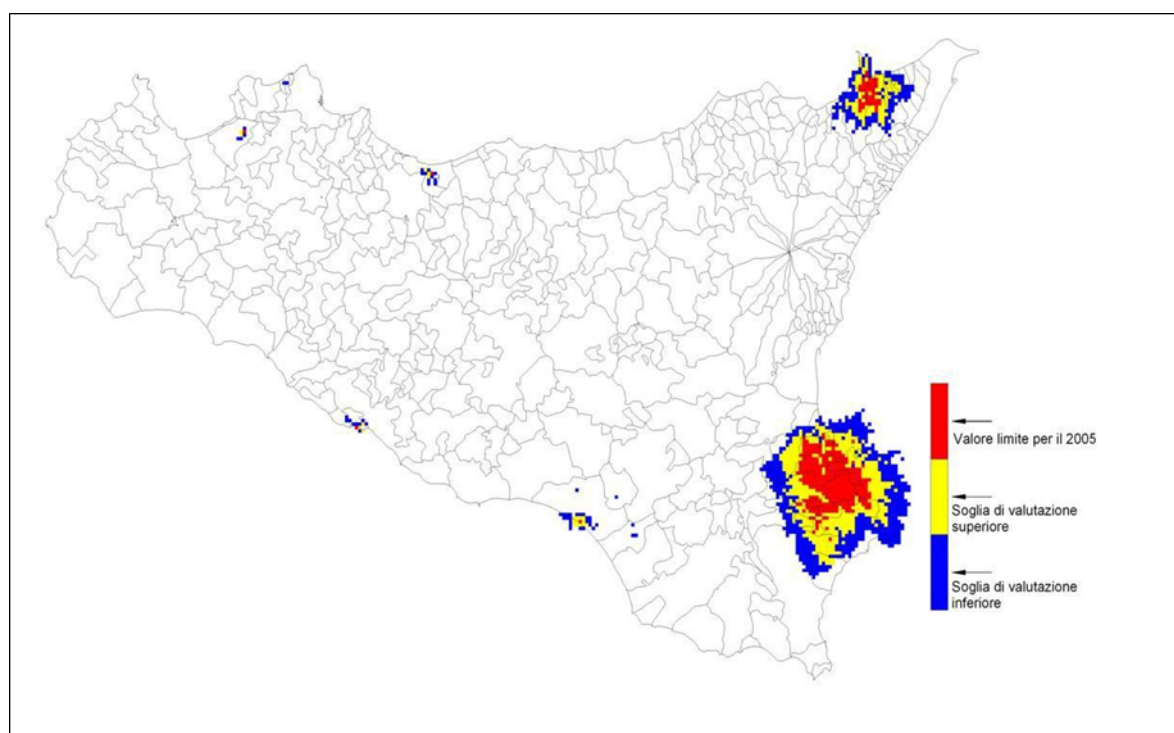 Valore limite per il 2005
Soglia di valutazione
superiore
Soglia di valutazione
inferiore